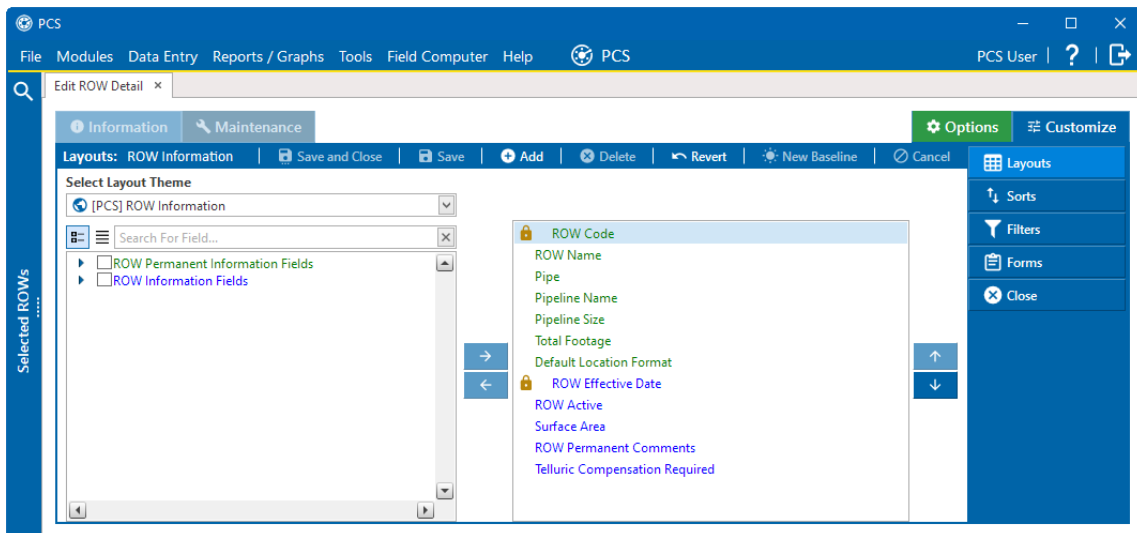 PCS
File Modules Data Entry Reports / Graphs Tools Field Computer Help PCS PCS User | ? |
Edit ROW Detail ×
Information Maintenance Options Customize
Layouts: ROW Information | Save and Close | Save | Add | Delete | Revert | New Baseline | Cancel
Layouts
Sorts
Filters
Forms
Close
Select Layout Theme
[PCS] ROW Information
Search For Field...
ROW Permanent Information Fields
ROW Information Fields
ROW Code
ROW Name
Pipe
Pipeline Name
Pipeline Size
Total Footage
Default Location Format
ROW Effective Date
ROW Active
Surface Area
ROW Permanent Comments
Telluric Compensation Required
Selected ROWs